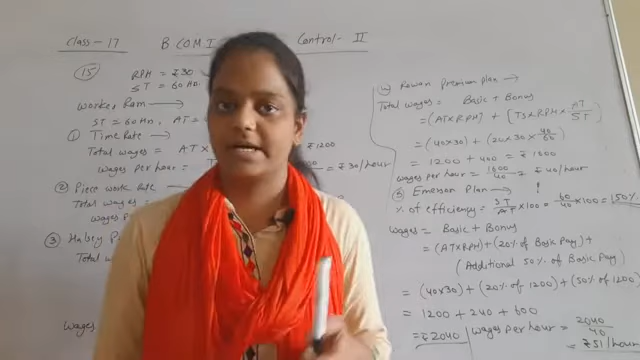 Class - 17 B COM I Control - II
(15) RPH = ₹30
ST = 60 Hr.
Worker Ram →
ST = 60 Hr, AT =
① Time Rate →
Total wages = AT × ₹1200
wages per hour = = ₹30/hour
② Piece work Rate →
Total wages =
③ Halsey
Total
wages
④ Rowan Premium plan →
Total wages = Basic + Bonus
= (AT×RPH) + (TS×RPH× AT/ST)
= (40×30) + (20×30× 40/60)
= 1200 + 400 = ₹1600
wages per hour = 1600/40 = ₹40/hour
⑤ Emerson Plan →
% of efficiency = ST/AT ×100 = 60/40 ×100 = 150%
wages = Basic + Bonus
= (AT×RPH) + (20% of Basic Pay) +
(Additional 50% of Basic Pay)
= (40×30) + (20% of 1200) + (50% of 1200)
= 1200 + 240 + 600
= ₹2040 wages per hour = 2040/40
= ₹51/hour